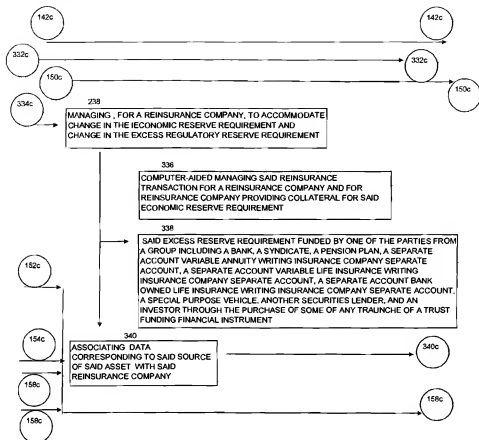 142c
142c
332c
332c
150c
150c
334c
238
MANAGING , FOR A REINSURANCE COMPANY, TO ACCOMMODATE
CHANGE IN THE IECONOMIC RESERVE REQUIREMENT AND
CHANGE IN THE EXCESS REGULATORY RESERVE REQUIREMENT
336
COMPUTER-AIDED MANAGING SAID REINSURANCE
TRANSACTION FOR A REINSURANCE COMPANY AND FOR
REINSURANCE COMPANY PROVIDING COLLATERAL FOR SAID
ECONOMIC RESERVE REQUIREMENT
338
SAID EXCESS RESERVE REQUIREMENT FUNDED BY ONE OF THE PARTIES FROM
A GROUP INCLUDING A BANK, A SYNDICATE, A PENSION PLAN, A SEPARATE
ACCOUNT VARIABLE ANNUITY WRITING INSURANCE COMPANY SEPARATE
ACCOUNT, A SEPARATE ACCOUNT VARIABLE LIFE INSURANCE WRITING
INSURANCE COMPANY SEPARATE ACCOUNT, A SEPARATE ACCOUNT BANK
OWNED LIFE INSURANCE WRITING INSURANCE COMPANY SEPARATE ACCOUNT,
A SPECIAL PURPOSE VEHICLE, ANOTHER SECURITIES LENDER, AND AN
INVESTOR THROUGH THE PURCHASE OF SOME OF ANY TRAUNCHE OF A TRUST
FUNDING FINANCIAL INSTRUMENT
152c
340
ASSOCIATING DATA
CORRESPONDING TO SAID SOURCE
OF SAID ASSET WITH SAID
REINSURANCE COMPANY
154c
340c
158c
158c
158c